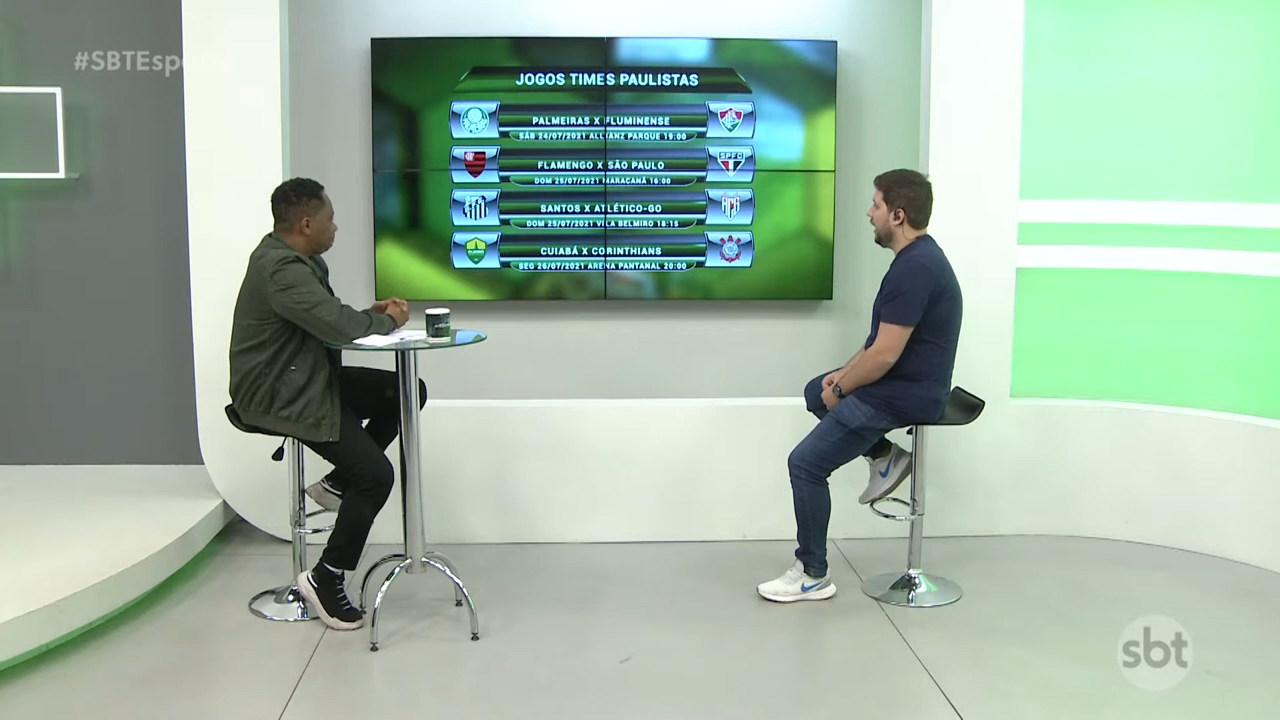 #SBTEsp
JOGOS TIMES PAULISTAS
PALMEIRAS X FLUMINENSE
SÁB 24/07/2021 ALLIANZ PARQUE 19:00
FLAMENGO X SÃO PAULO
SPFC
DOM 25/07/2021 MARACANÃ 16:00
SANTOS X ATLÉTICO-GO
DOM 25/07/2021 VILA BELMIRO 18:15
CUIABÁ X CORINTHIANS
SEG 26/07/2021 ARENA PANTANAL 20:00
sbt